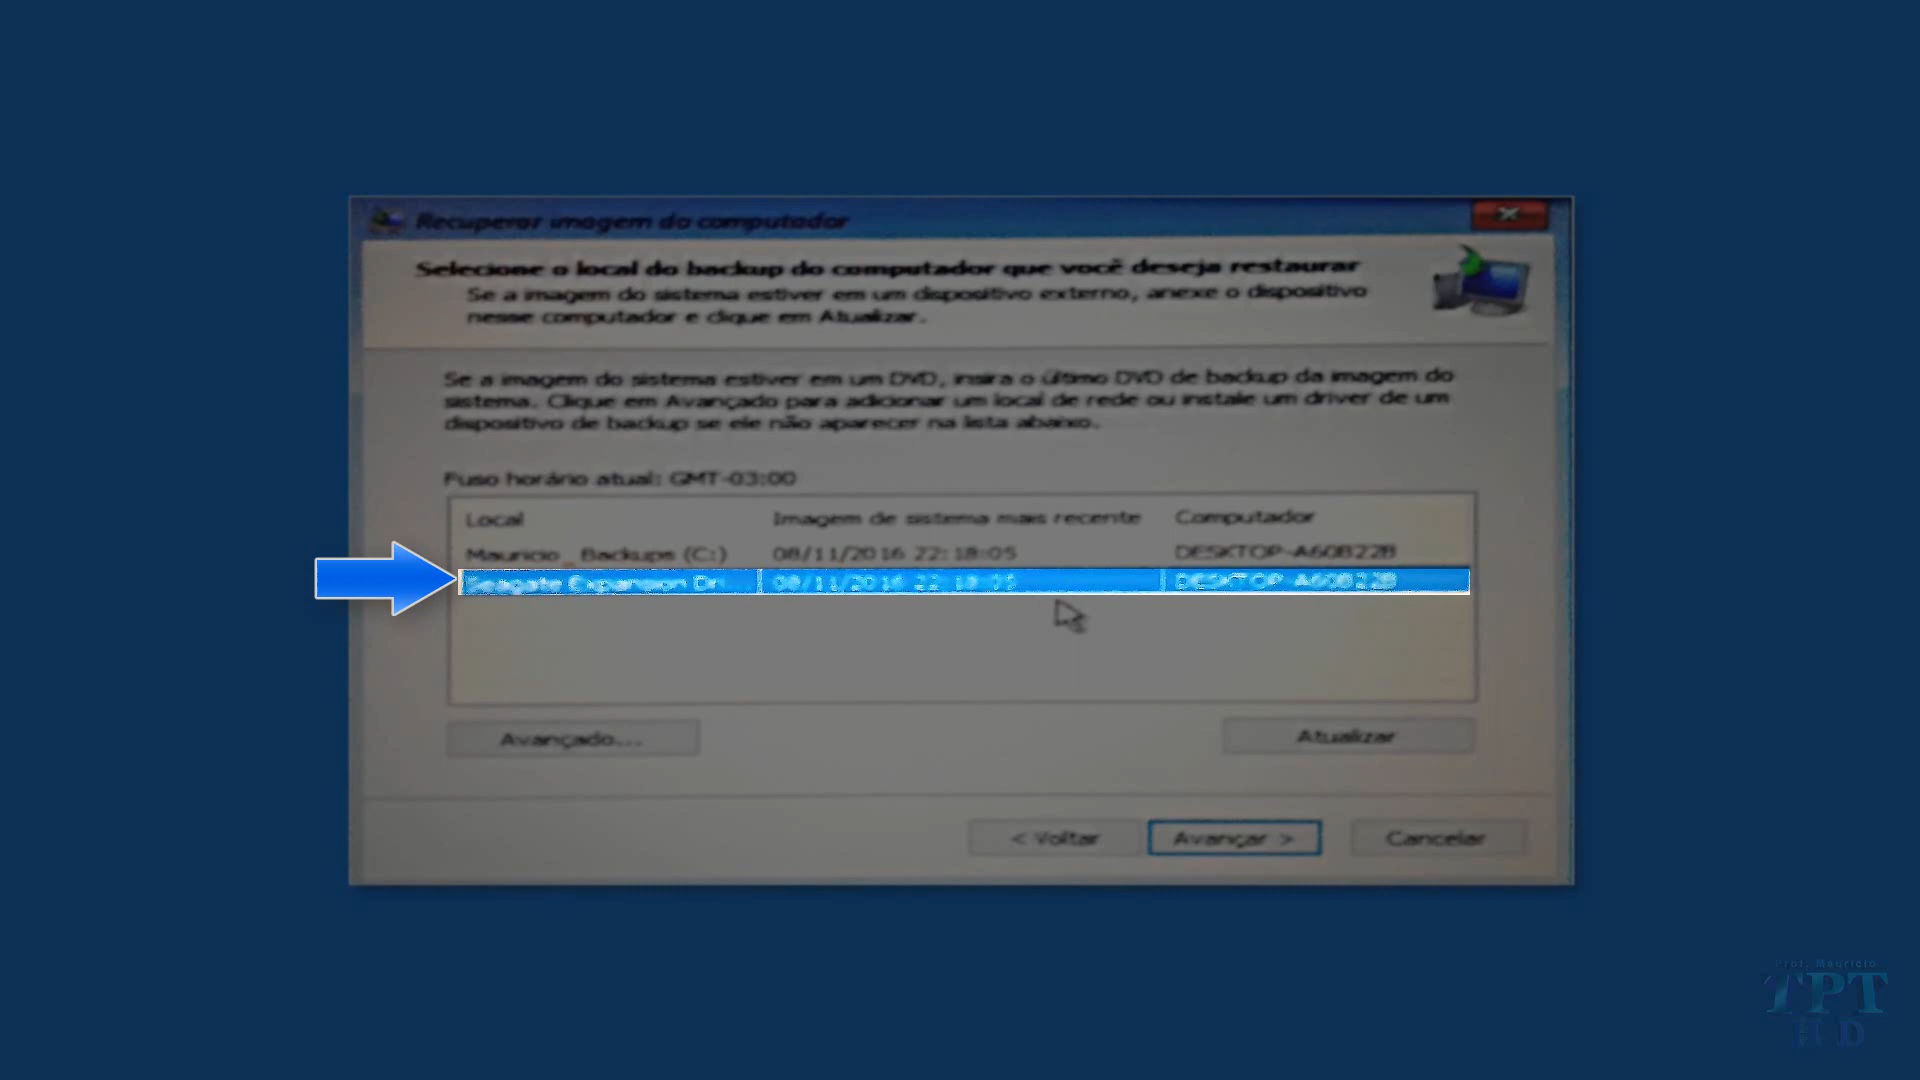 Recuperar imagem do computador
Selecione o local do backup do computador que você deseja restaurar
Se a imagem do sistema estiver em um dispositivo externo, anexe o dispositivo
nesse computador e clique em Atualizar.
Se a imagem do sistema estiver em um DVD, insira o último DVD de backup da imagem do
sistema. Clique em Avançado para adicionar um local de rede ou instale um driver de um
dispositivo de backup se ele não aparecer na lista abaixo.
Fuso horário atual: GMT-03:00
Local Imagem de sistema mais recente Computador
Mauricio_Backups (C:) 08/11/2016 22:18:05 DESKTOP-A60B22B
Seagate Expansion Dri... 08/11/2016 22:18:05 DESKTOP-A60B22B
Avançado... Atualizar
< Voltar Avançar > Cancelar
Prof. Mauricio
TPT
HD